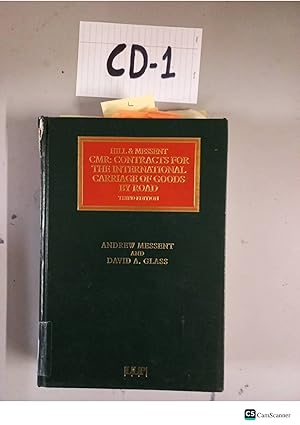 CD-1
HILL & MESSENT
CMR: CONTRACTS FOR
THE INTERNATIONAL
CARRIAGE OF GOODS
BY ROAD
THIRD EDITION
ANDREW MESSENT
AND
DAVID A. GLASS
LLP
CS CamScanner